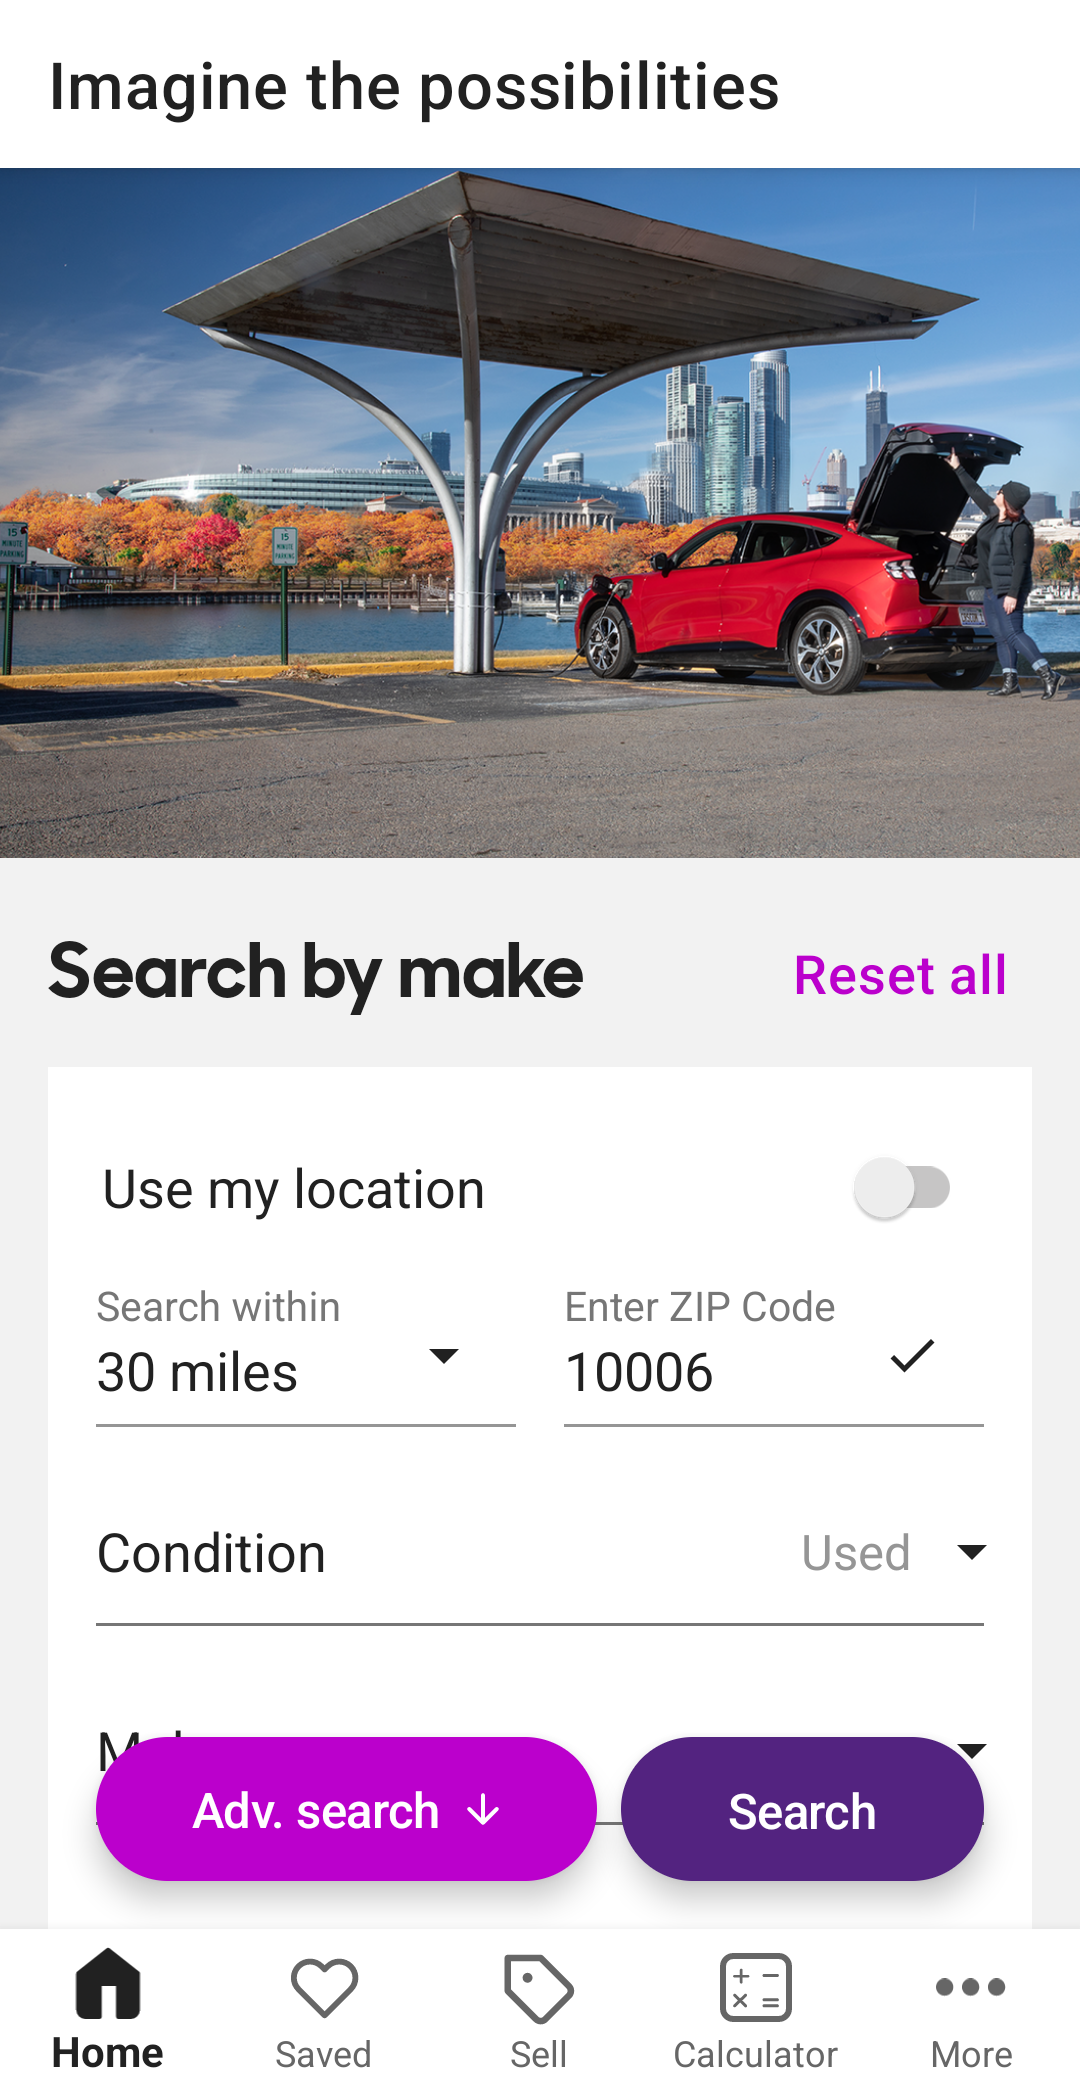 Imagine the possibilities
15
MINUTE
PARKING
15
MINUTE
PARKING
Search by make
Reset all
Use my location
Search within
Enter ZIP Code
30 miles
10006
Condition
Used
Adv. search
Search
Home
Saved
Sell
Calculator
More